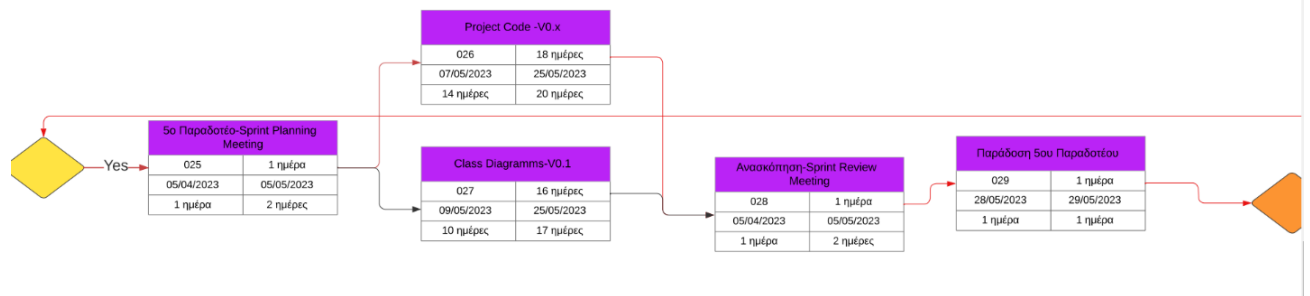 Project Code -V0.x
026 18 ημέρες
07/05/2023 25/05/2023
14 ημέρες 20 ημέρες
Yes
5ο Παραδοτέο-Sprint Planning
Meeting
025 1 ημέρα
05/04/2023 05/05/2023
1 ημέρα 2 ημέρες
Class Diagramms-V0.1
027 16 ημέρες
09/05/2023 25/05/2023
10 ημέρες 17 ημέρες
Ανασκόπηση-Sprint Review
Meeting
028 1 ημέρα
05/04/2023 05/05/2023
1 ημέρα 2 ημέρες
Παράδοση 5ου Παραδοτέου
029 1 ημέρα
28/05/2023 29/05/2023
1 ημέρα 1 ημέρα